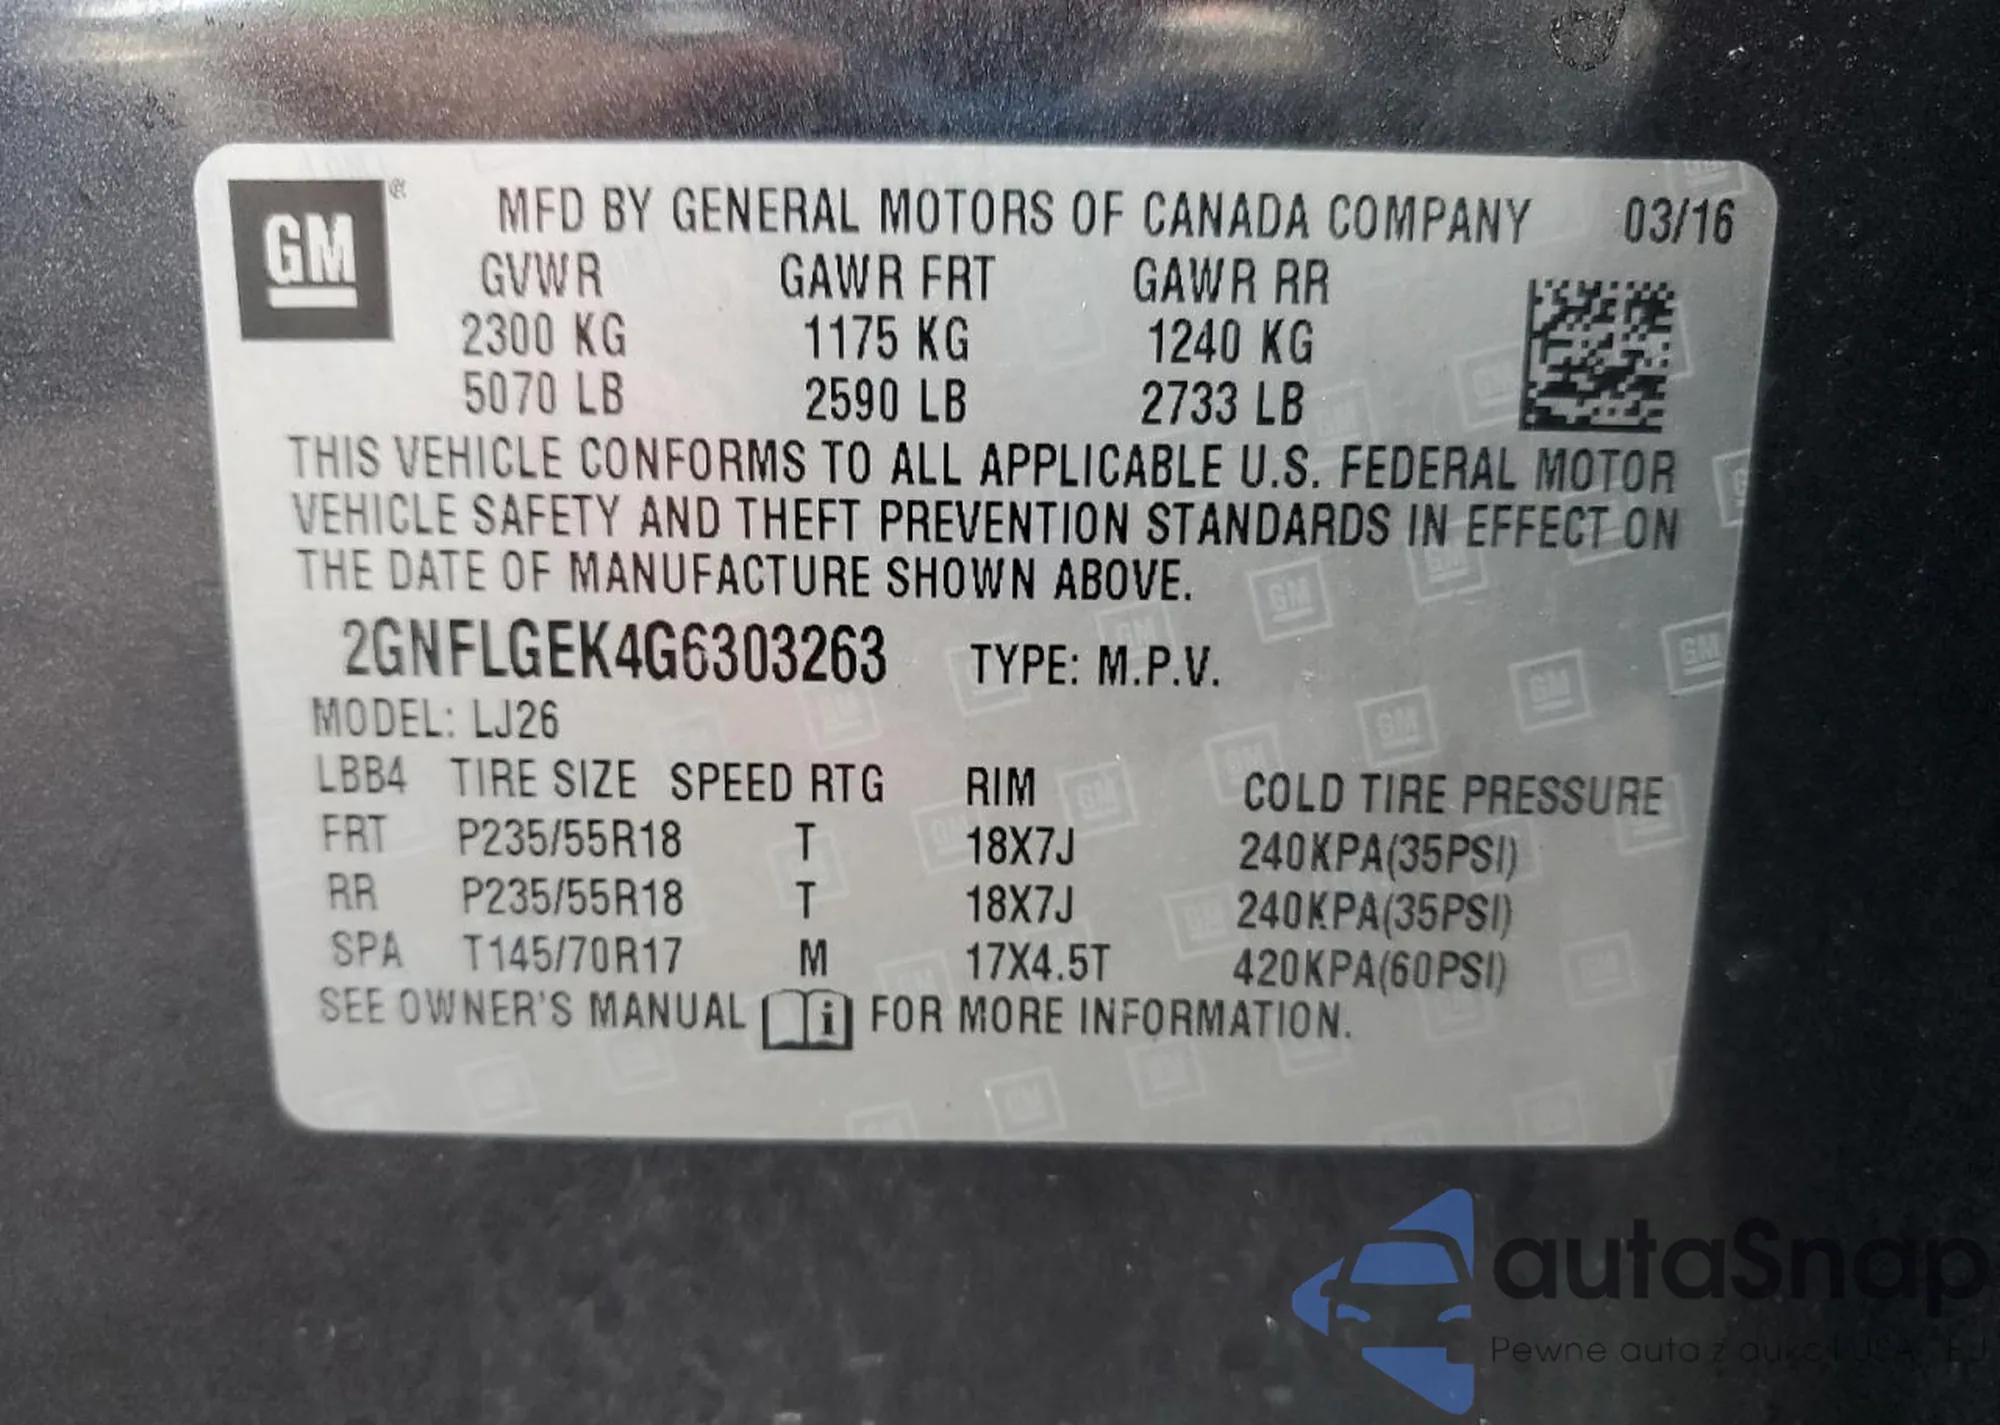 GM ® MFD BY GENERAL MOTORS OF CANADA COMPANY 03/16
GVWR GAWR FRT GAWR RR
2300 KG 1175 KG 1240 KG
5070 LB 2590 LB 2733 LB
THIS VEHICLE CONFORMS TO ALL APPLICABLE U.S. FEDERAL MOTOR
VEHICLE SAFETY AND THEFT PREVENTION STANDARDS IN EFFECT ON
THE DATE OF MANUFACTURE SHOWN ABOVE.
2GNFLGEK4G6303263 TYPE: M.P.V.
MODEL: LJ26
LBB4 TIRE SIZE SPEED RTG RIM COLD TIRE PRESSURE
FRT P235/55R18 T 18X7J 240KPA(35PSI)
RR P235/55R18 T 18X7J 240KPA(35PSI)
SPA T145/70R17 M 17X4.5T 420KPA(60PSI)
SEE OWNER'S MANUAL i FOR MORE INFORMATION.
autaSnap
Pewne auta z aukcji USA